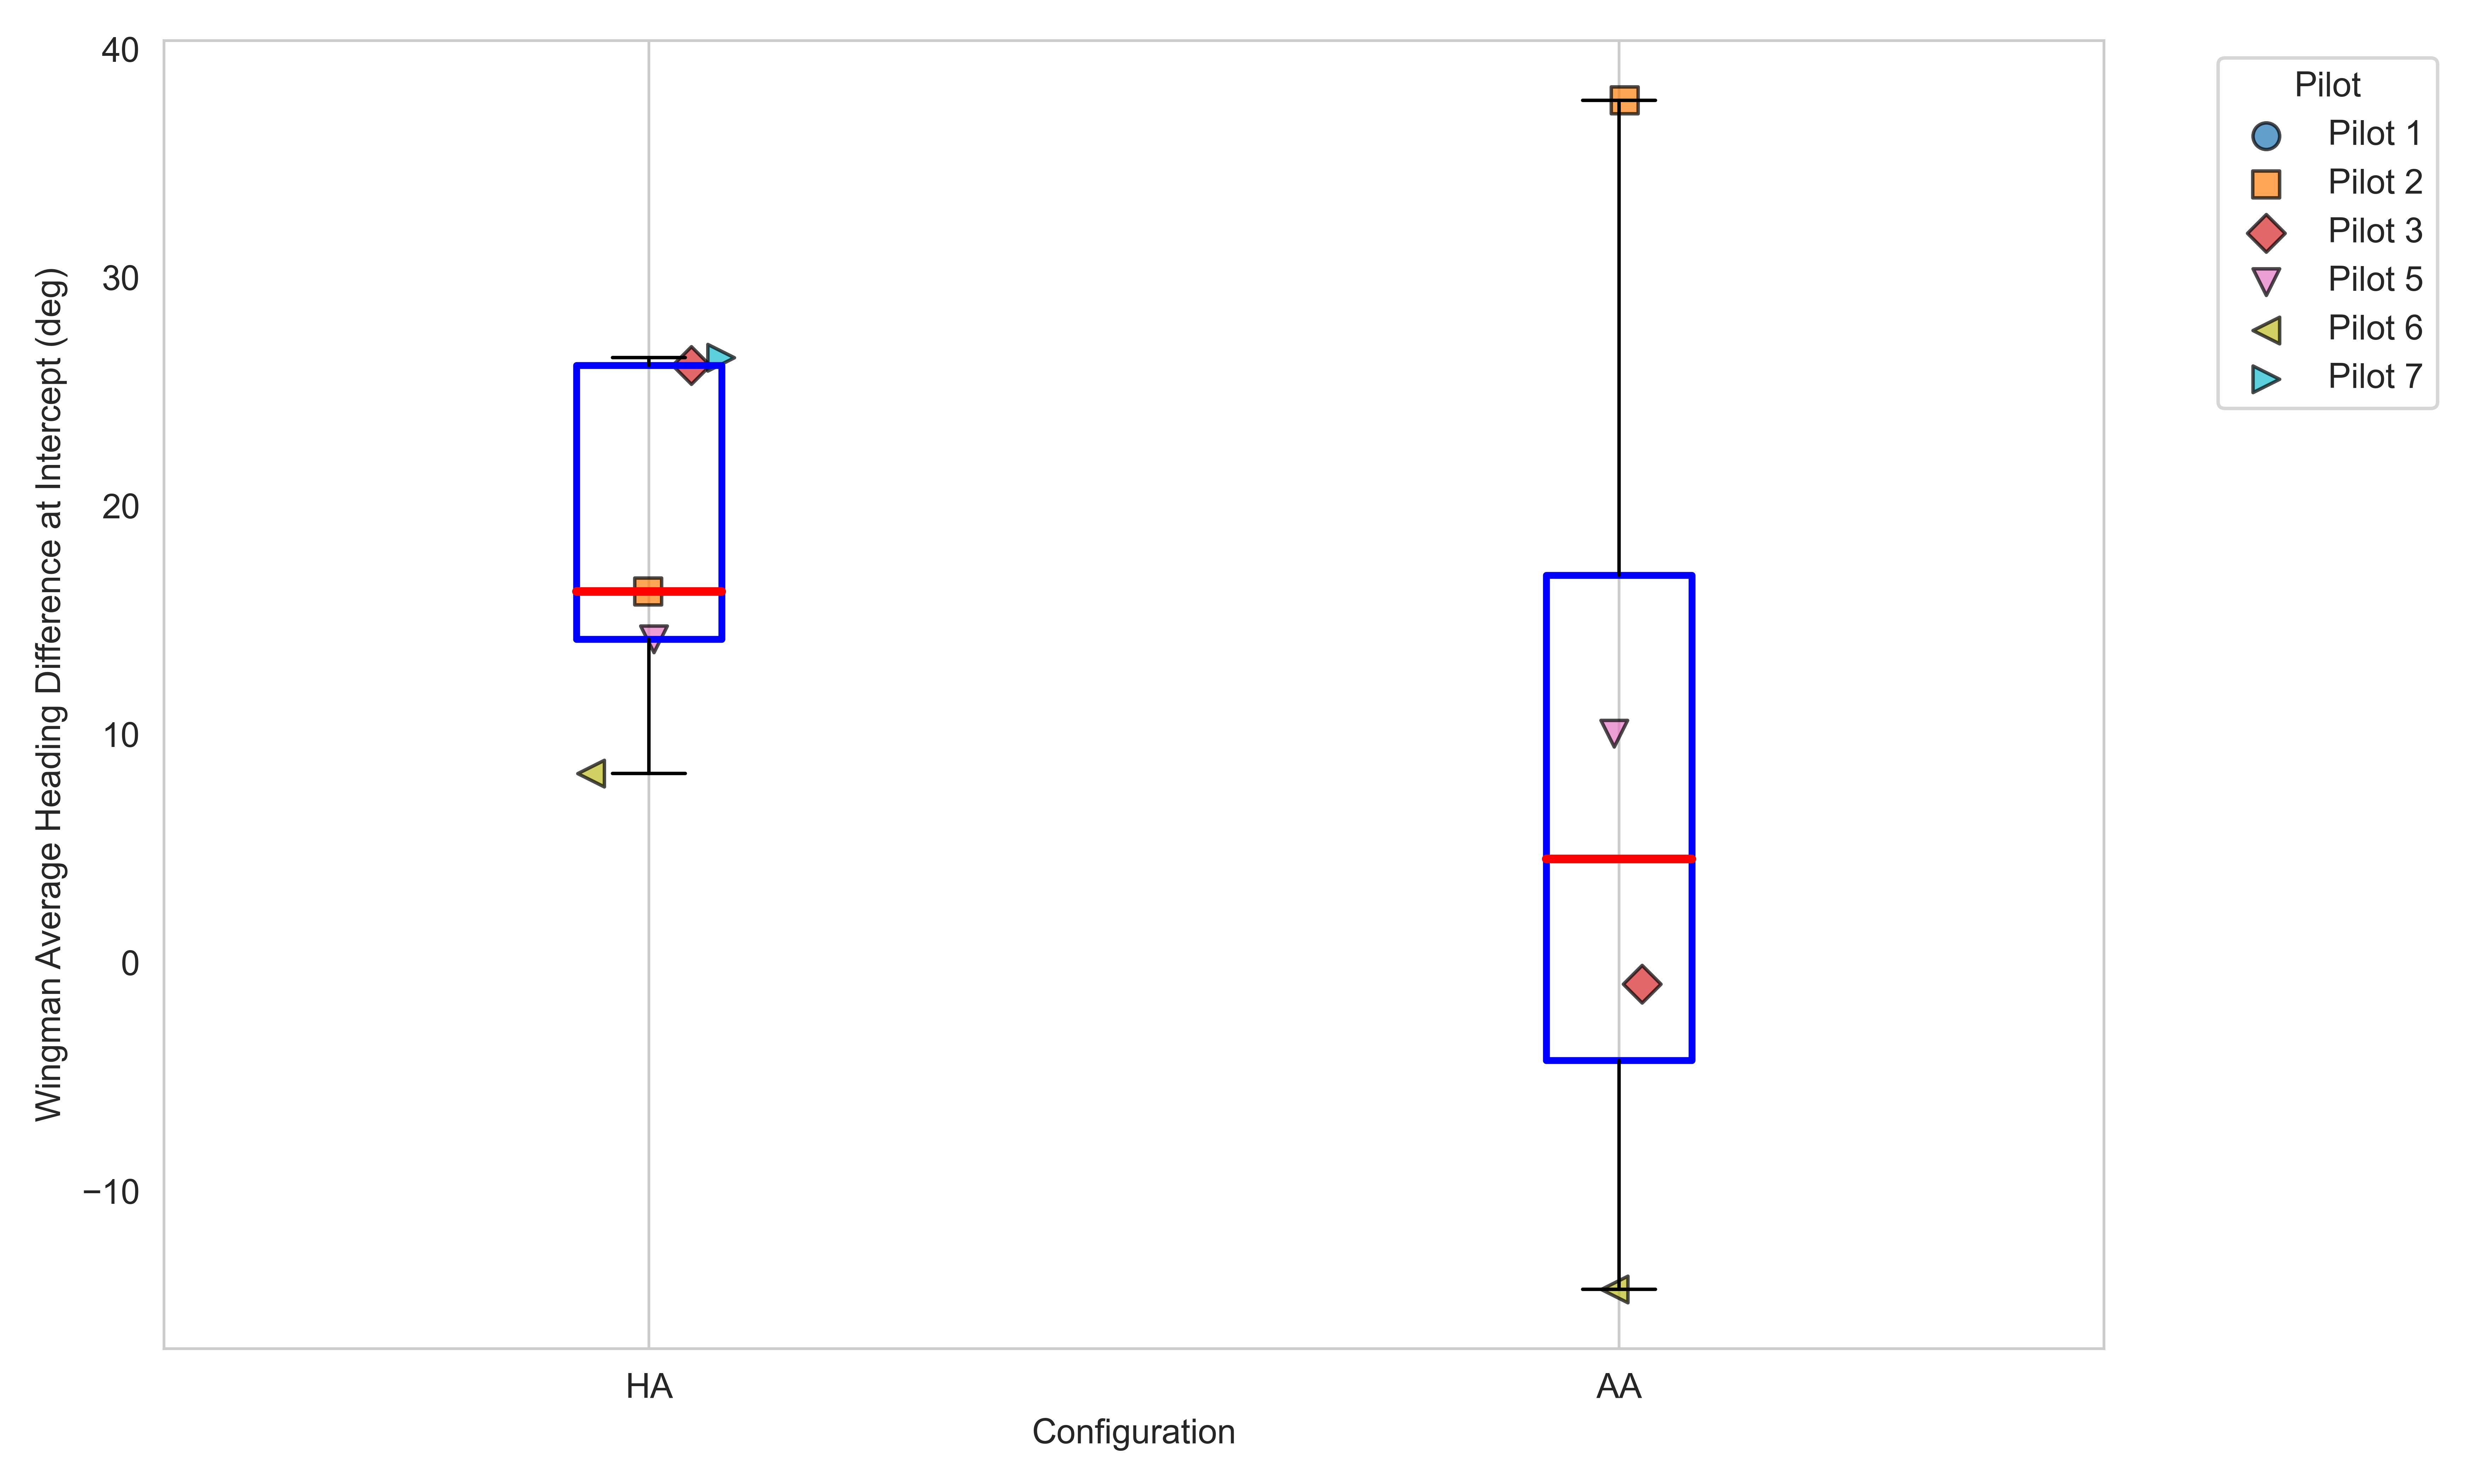 40
30
20
10
0
−10
Wingman Average Heading Difference at Intercept (deg)
HA
AA
Configuration
Pilot
Pilot 1
Pilot 2
Pilot 3
Pilot 5
Pilot 6
Pilot 7